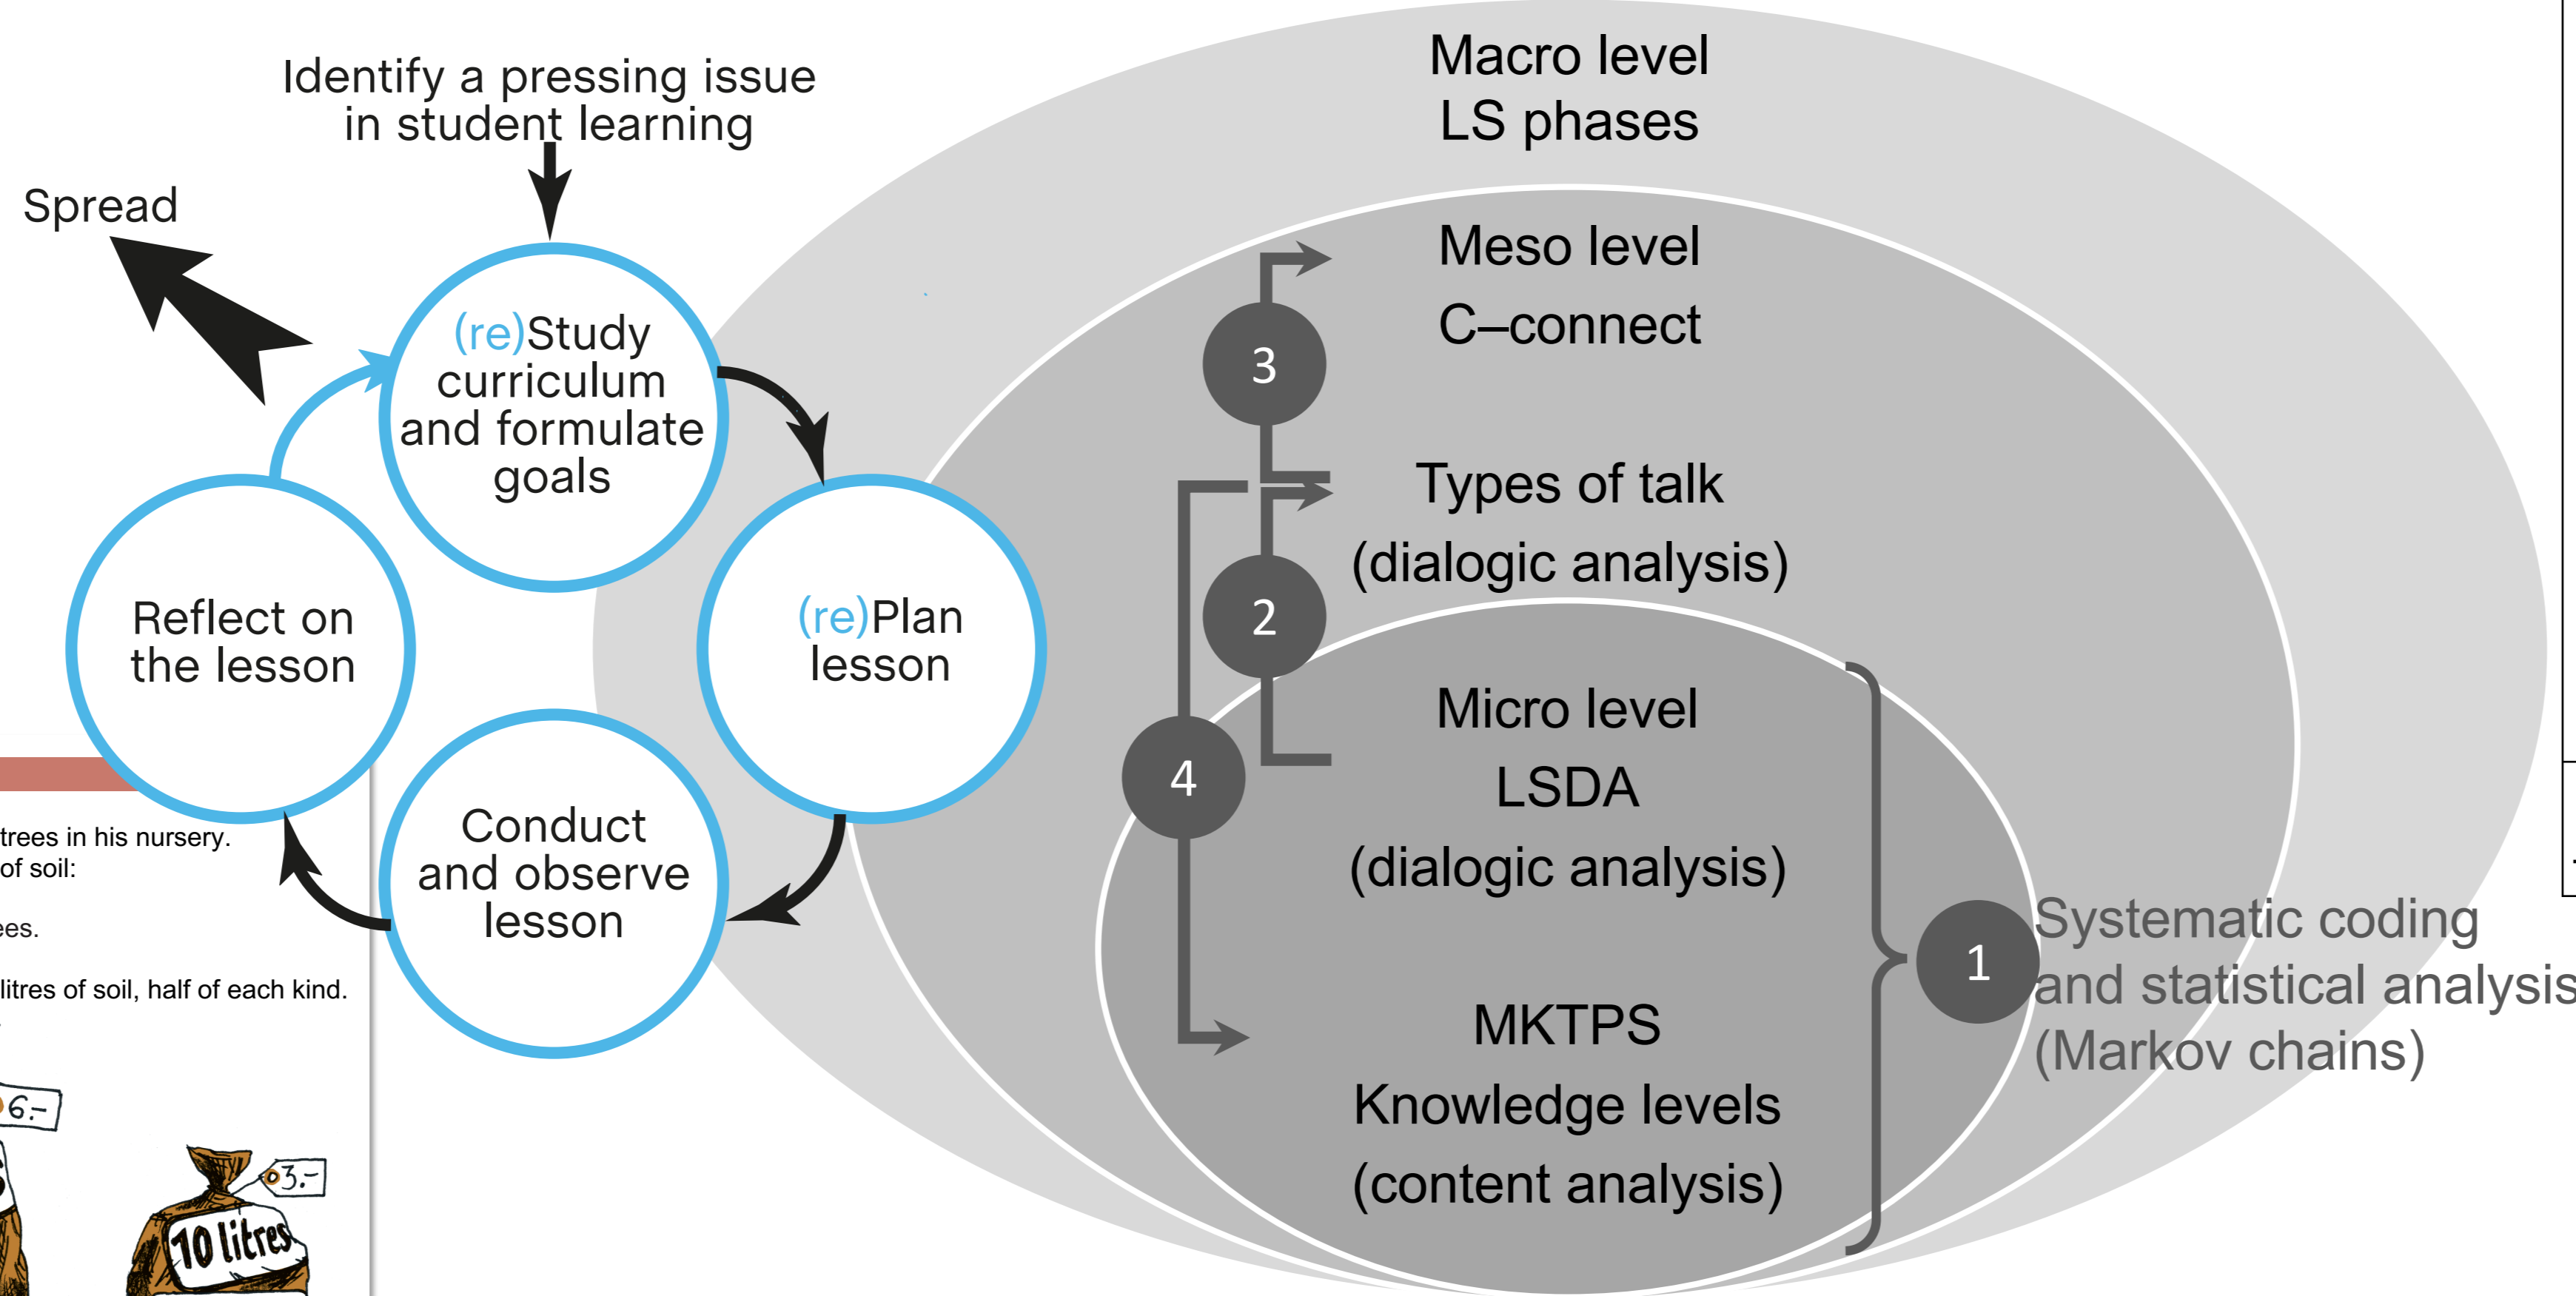 Identify a pressing issue
in student learning
Spread
(re)Study
curriculum
and formulate
goals
Reflect on
the lesson
(re)Plan
lesson
Conduct
and observe
lesson
trees in his nursery.
of soil:
litres of soil, half of each kind.
6.-
3.-
10 litres
Macro level
LS phases
Meso level
C–connect
3
Types of talk
(dialogic analysis)
2
Micro level
LSDA
(dialogic analysis)
4
MKTPS
Knowledge levels
(content analysis)
1
Systematic coding
and statistical analysis
(Markov chains)